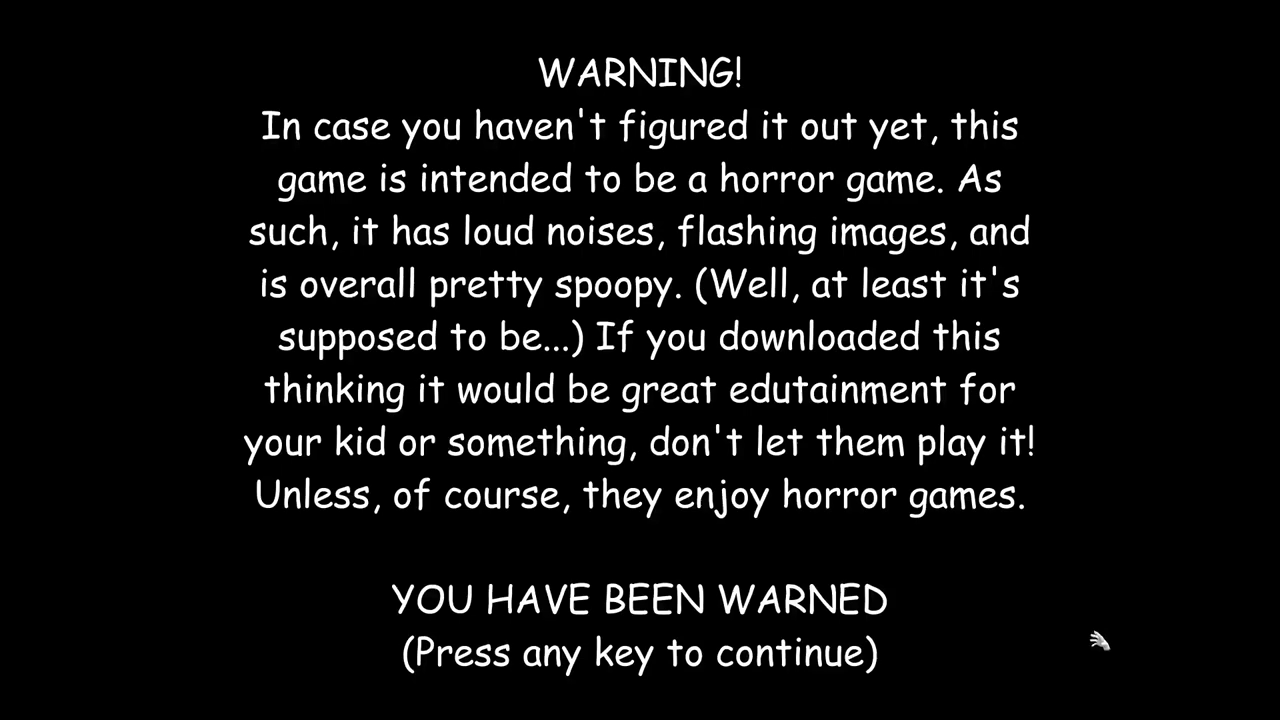 WARNING!
In case you haven't figured it out yet, this
game is intended to be a horror game. As
such, it has loud noises, flashing images, and
is overall pretty spoopy. (Well, at least it's
supposed to be...) If you downloaded this
thinking it would be great edutainment for
your kid or something, don't let them play it!
Unless, of course, they enjoy horror games.
YOU HAVE BEEN WARNED
(Press any key to continue)